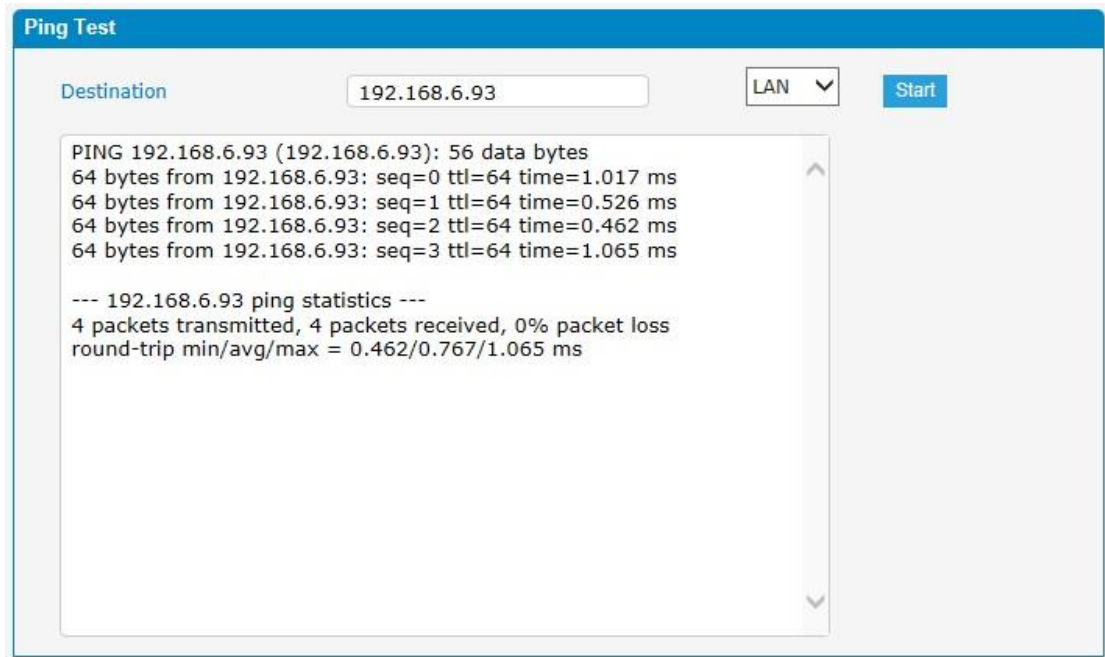 Ping Test
Destination 192.168.6.93 LAN Start
PING 192.168.6.93 (192.168.6.93): 56 data bytes
64 bytes from 192.168.6.93: seq=0 ttl=64 time=1.017 ms
64 bytes from 192.168.6.93: seq=1 ttl=64 time=0.526 ms
64 bytes from 192.168.6.93: seq=2 ttl=64 time=0.462 ms
64 bytes from 192.168.6.93: seq=3 ttl=64 time=1.065 ms
--- 192.168.6.93 ping statistics ---
4 packets transmitted, 4 packets received, 0% packet loss
round-trip min/avg/max = 0.462/0.767/1.065 ms